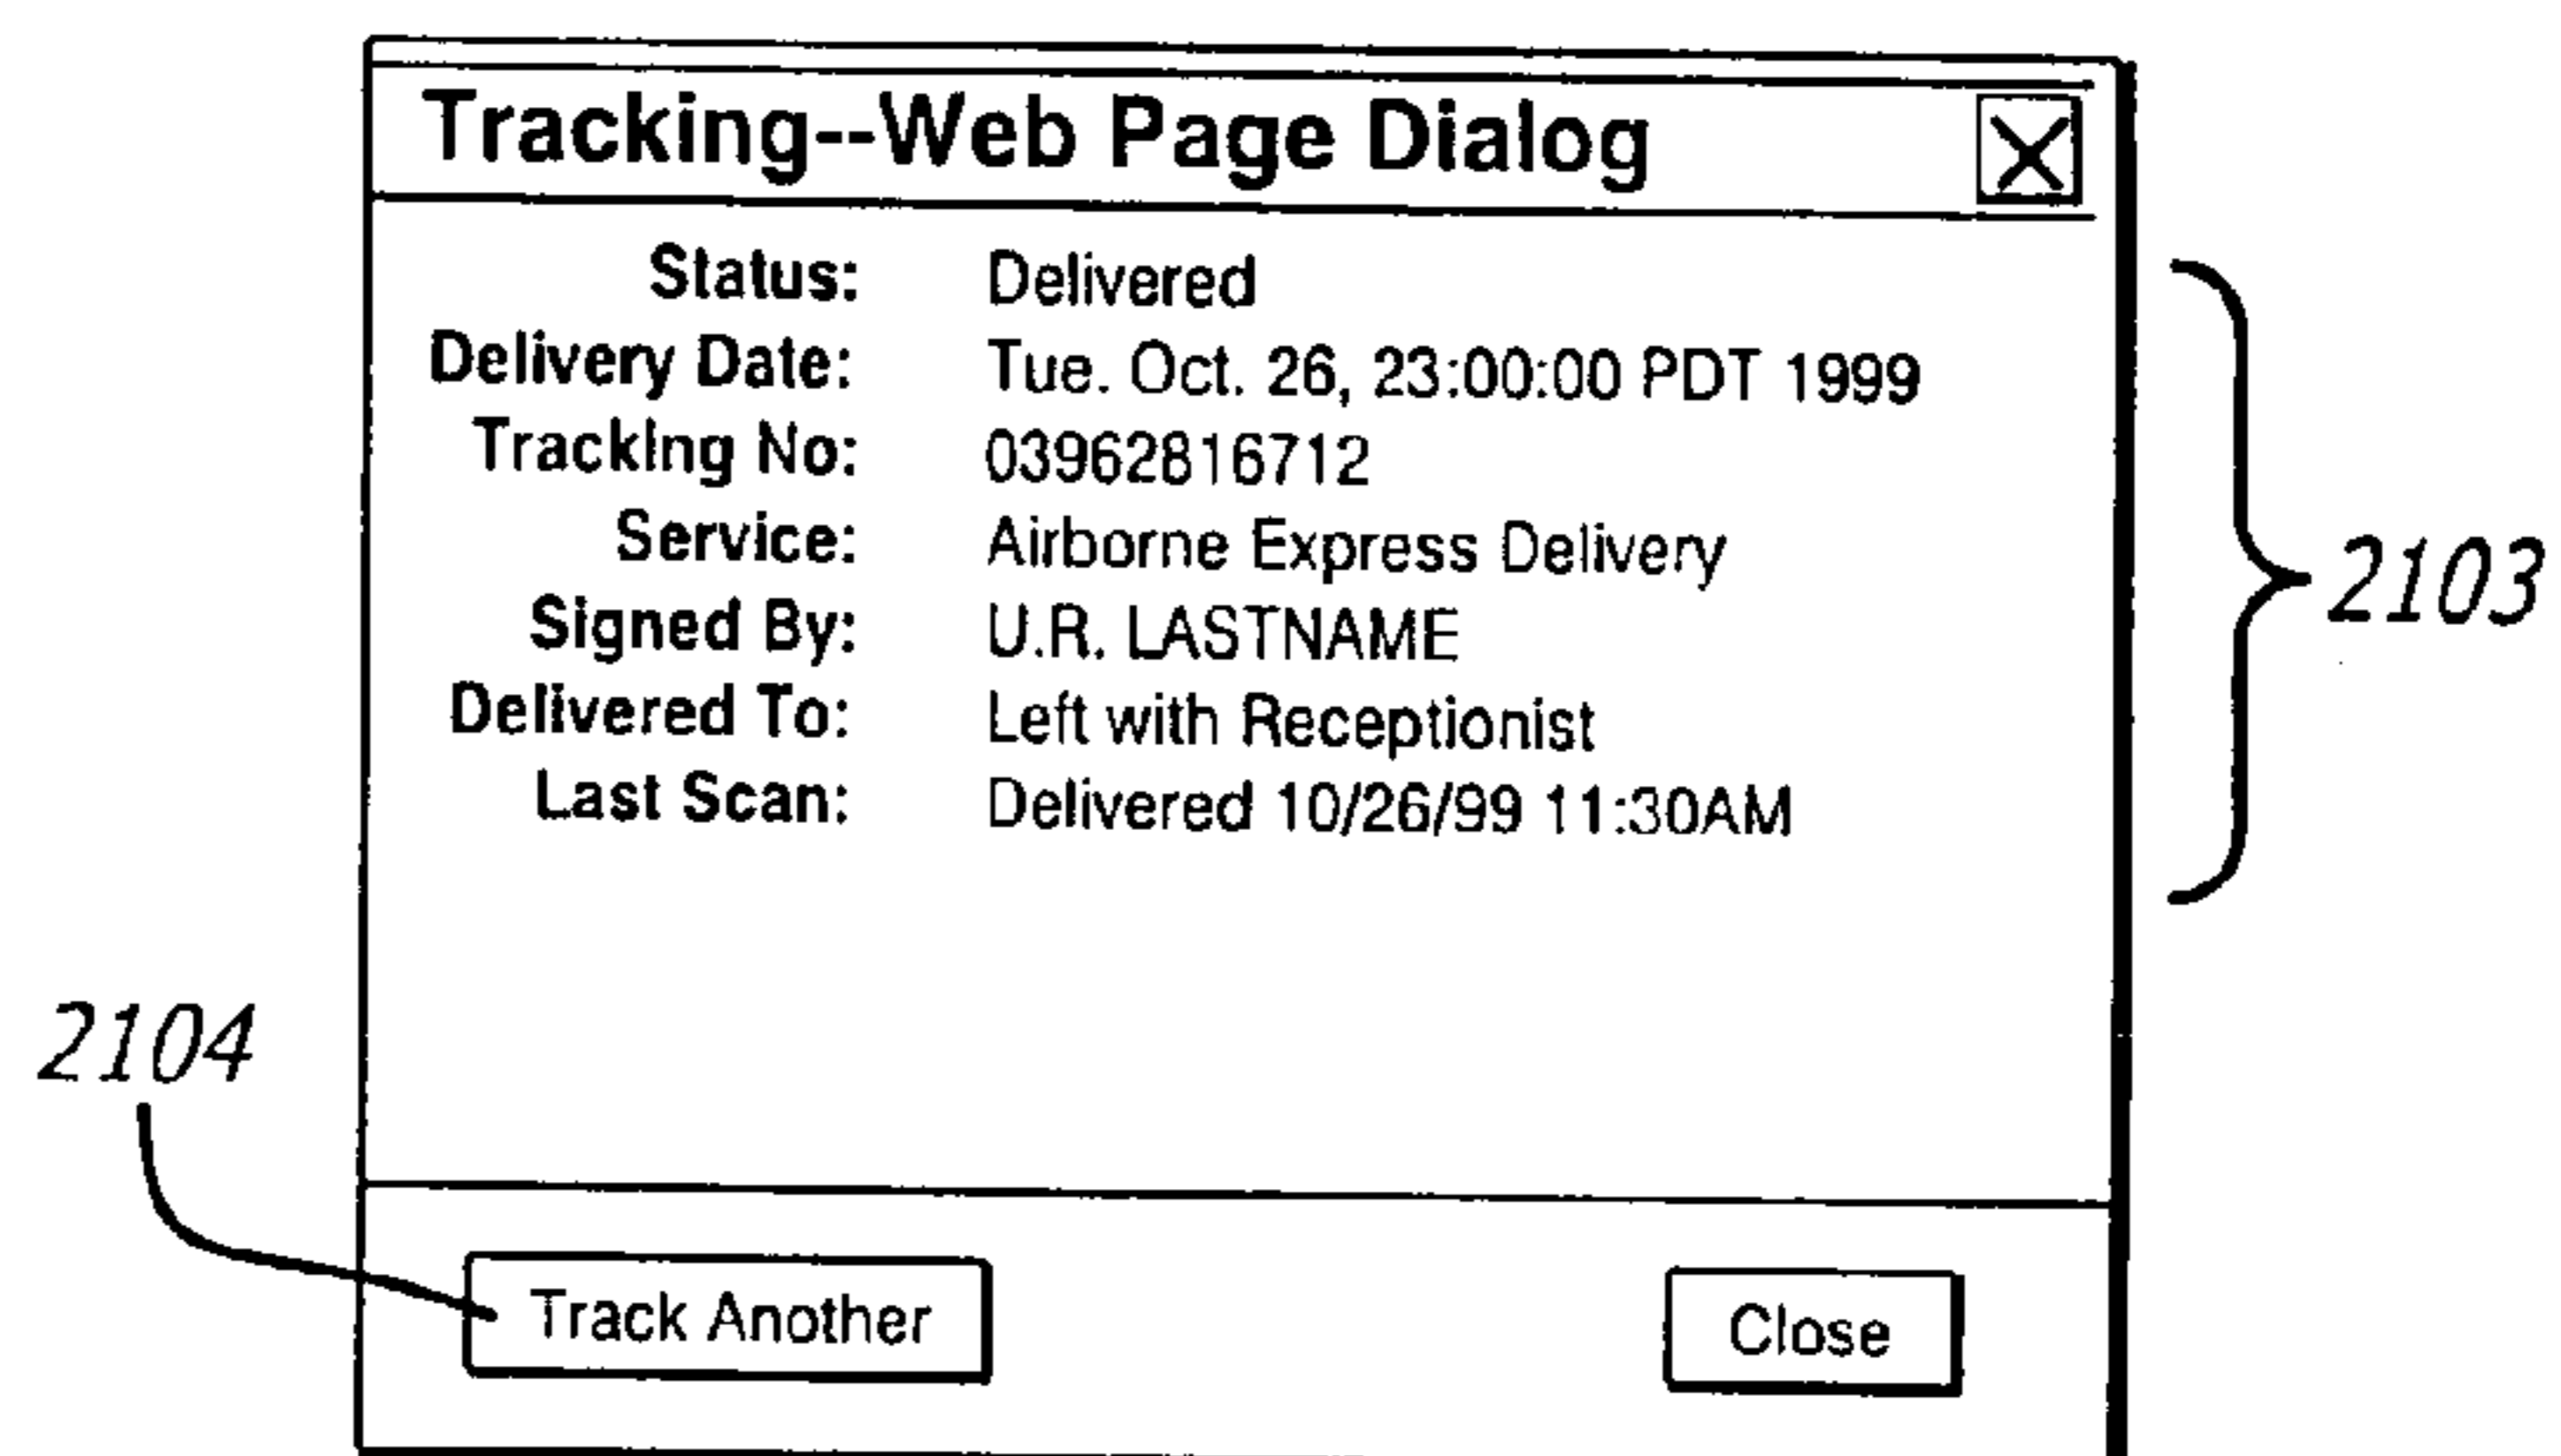 Tracking--Web Page Dialog X
Status: Delivered
Delivery Date: Tue. Oct. 26, 23:00:00 PDT 1999
Tracking No: 03962816712
Service: Airborne Express Delivery
Signed By: U.R. LASTNAME
Delivered To: Left with Receptionist
Last Scan: Delivered 10/26/99 11:30AM
2103
2104
Track Another Close